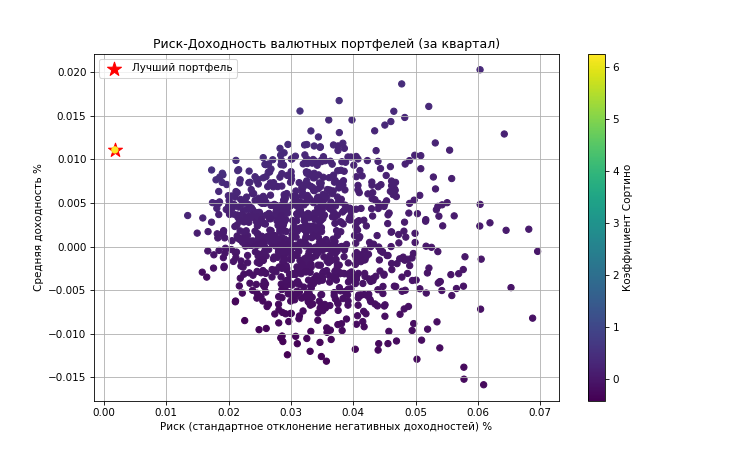 Риск-Доходность валютных портфелей (за квартал)
Лучший портфель
0.020
0.015
0.010
0.005
0.000
−0.005
−0.010
−0.015
Средняя доходность %
0.00 0.01 0.02 0.03 0.04 0.05 0.06 0.07
Риск (стандартное отклонение негативных доходностей) %
6
5
4
3
2
1
0
Коэффициент Сортино